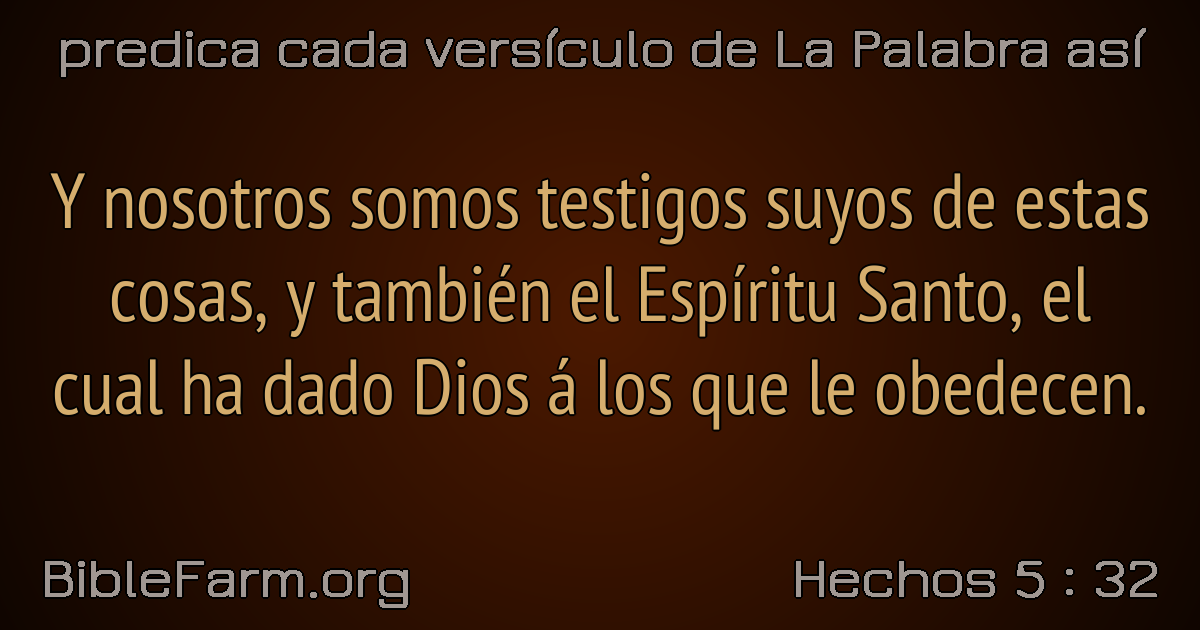 predica cada versículo de La Palabra así
Y nosotros somos testigos suyos de estas
cosas, y también el Espíritu Santo, el
cual ha dado Dios á los que le obedecen.
BibleFarm.org
Hechos 5 : 32